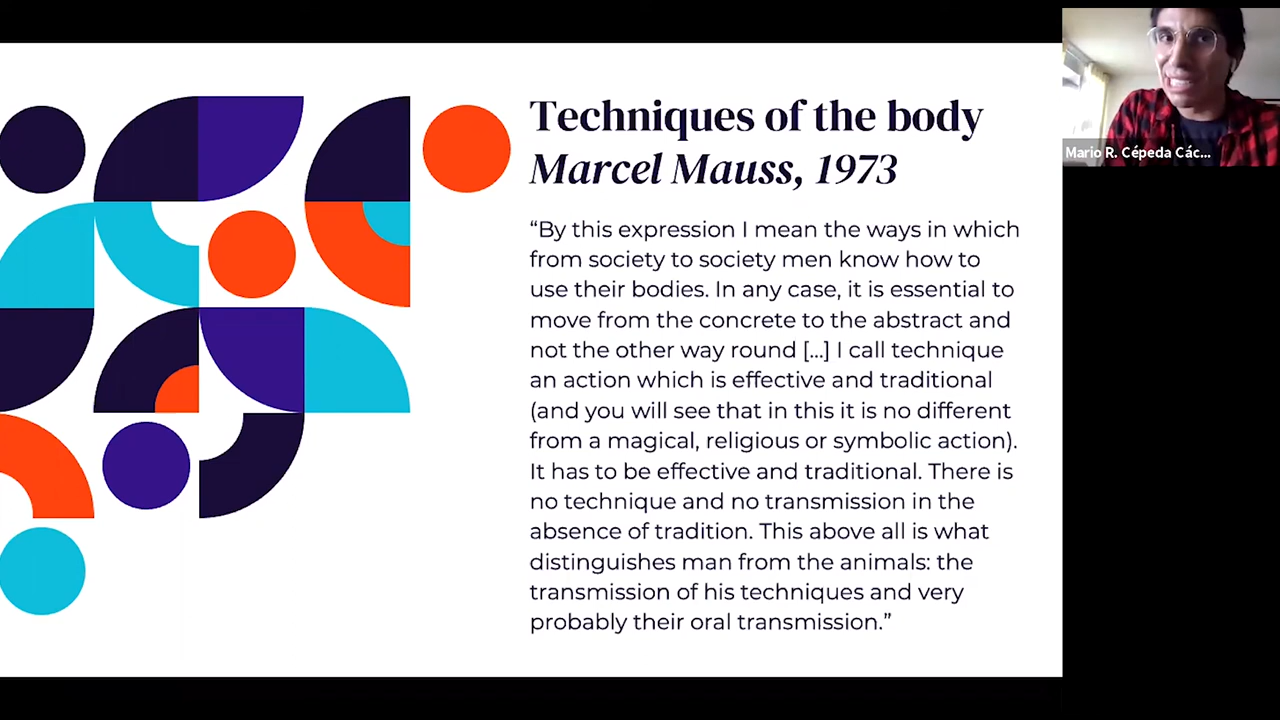 Techniques of the body
Marcel Mauss, 1973
“By this expression I mean the ways in which
from society to society men know how to
use their bodies. In any case, it is essential to
move from the concrete to the abstract and
not the other way round [...] I call technique
an action which is effective and traditional
(and you will see that in this it is no different
from a magical, religious or symbolic action).
It has to be effective and traditional. There is
no technique and no transmission in the
absence of tradition. This above all is what
distinguishes man from the animals: the
transmission of his techniques and very
probably their oral transmission.”
Mario R. Cépeda Các...